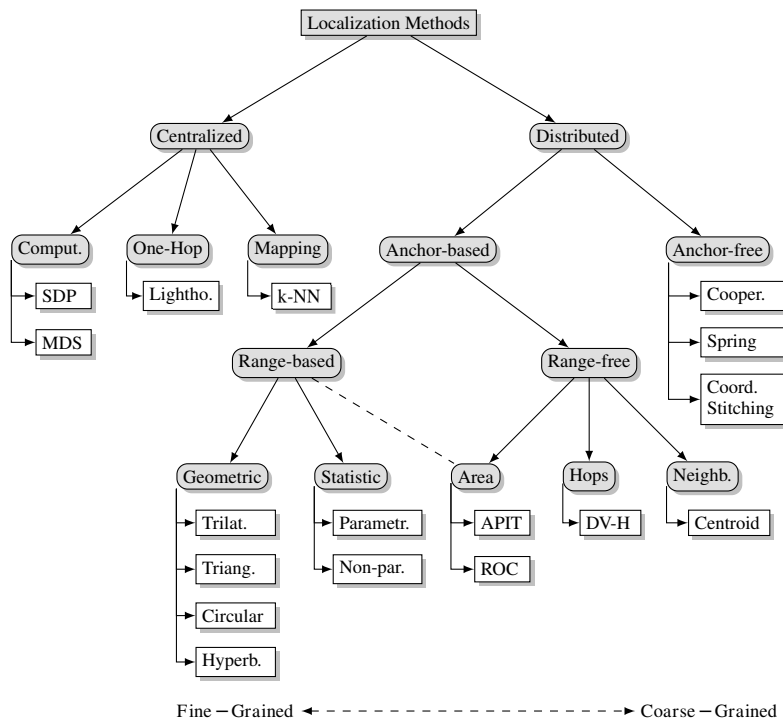 Localization Methods
Centralized
Distributed
Comput.
One-Hop
Mapping
Anchor-based
Anchor-free
SDP
Lightho.
k-NN
Cooper.
MDS
Spring
Range-based
Range-free
Coord.
Stitching
Geometric
Statistic
Area
Hops
Neighb.
Trilat.
Parametr.
APIT
DV-H
Centroid
Triang.
Non-par.
ROC
Circular
Hyperb.
Fine – Grained
Coarse – Grained